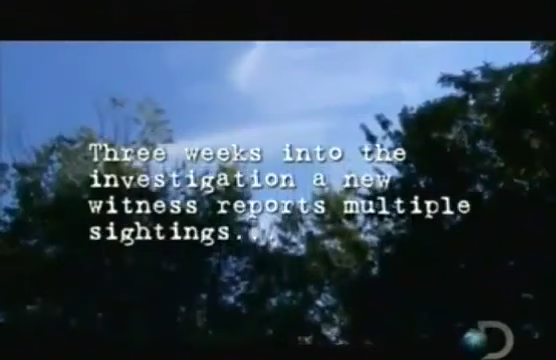 Three weeks into the
investigation a new
witness reports multiple
sightings...
D